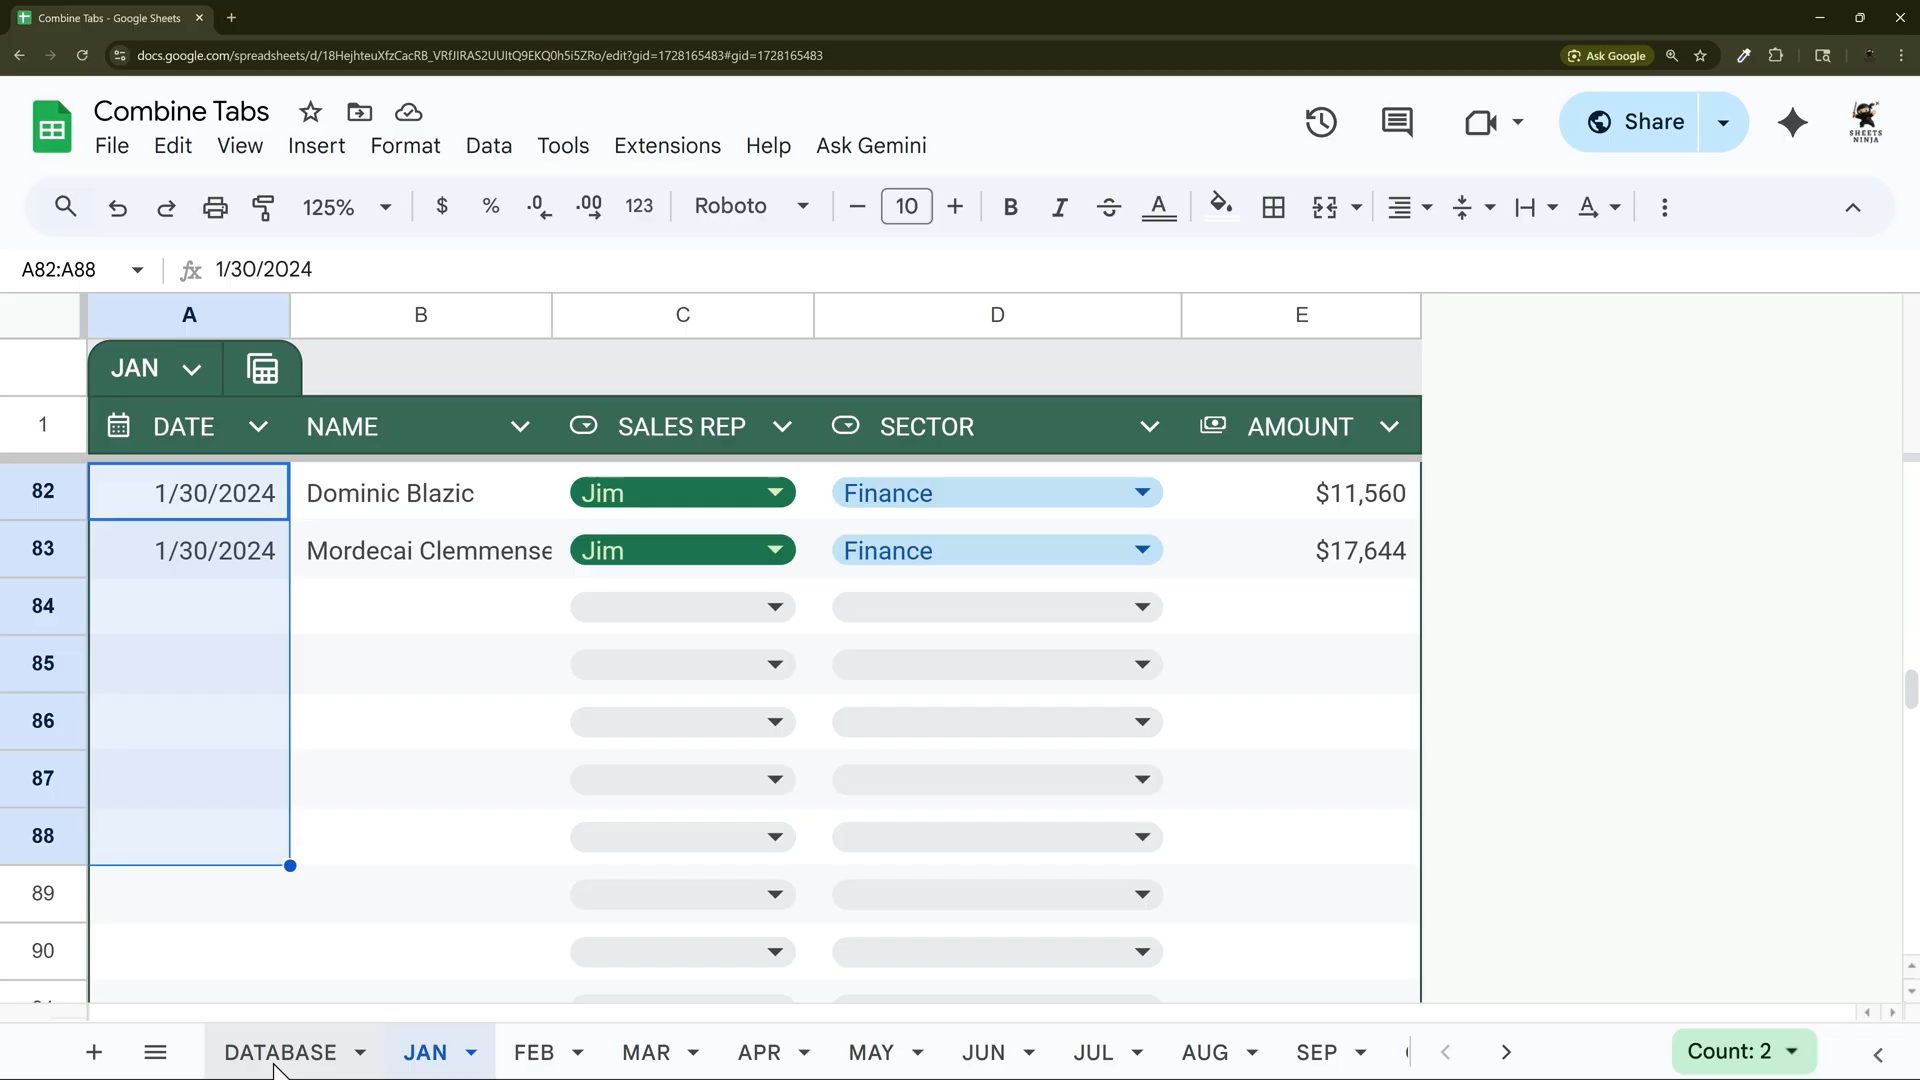 Combine Tabs - Google Sheets
docs.google.com/spreadsheets/d/18HejhteuXfzCacRB_VRfJIRAS2UUItQ9EKQ0h5i5ZRo/edit?gid=1728165483#gid=1728165483
Ask Google
Combine Tabs
File Edit View Insert Format Data Tools Extensions Help Ask Gemini
Share
SHEETS
NINJA
125% $ % .0 .00 123 Roboto 10 B I S A A
A82:A88 fx 1/30/2024
A B C D E
JAN
1 DATE NAME SALES REP SECTOR AMOUNT
82 1/30/2024 Dominic Blazic Jim Finance $11,560
83 1/30/2024 Mordecai Clemmense Jim Finance $17,644
84
85
86
87
88
89
90
DATABASE JAN FEB MAR APR MAY JUN JUL AUG SEP
Count: 2